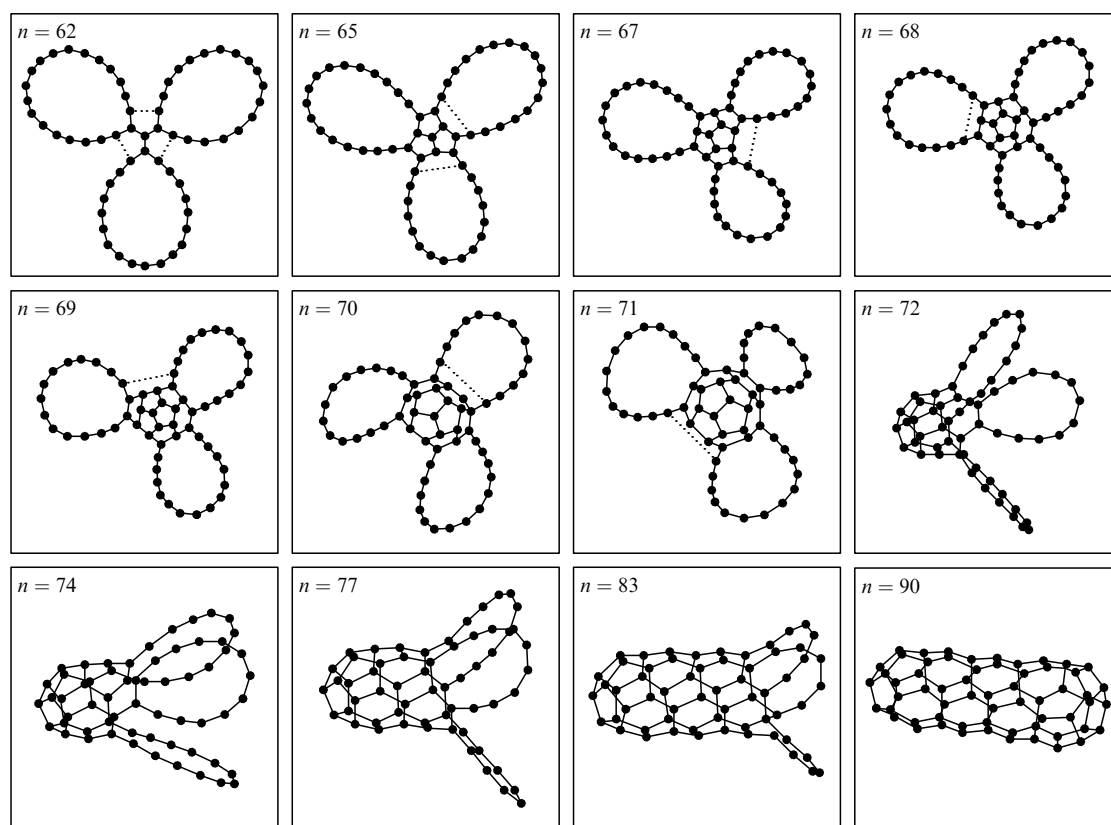 n = 62
n = 65
n = 67
n = 68
n = 69
n = 70
n = 71
n = 72
n = 74
n = 77
n = 83
n = 90